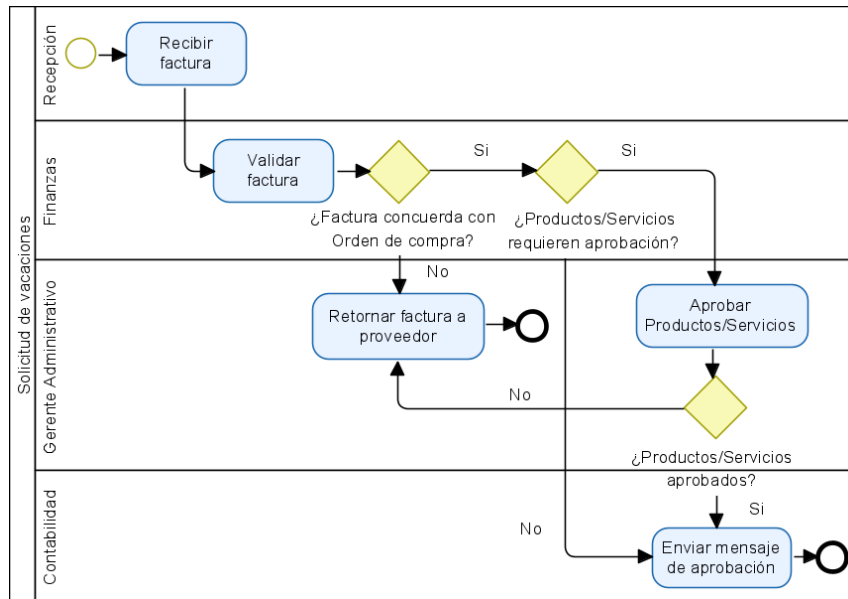 Solicitud de vacaciones
Recepción
Recibir
factura
Finanzas
Validar
factura
Si
Si
¿Factura concuerda con
Orden de compra?
¿Productos/Servicios
requieren aprobación?
Gerente Administrativo
No
Retornar factura a
proveedor
Aprobar
Productos/Servicios
No
¿Productos/Servicios
aprobados?
Contabilidad
No
Si
Enviar mensaje
de aprobación